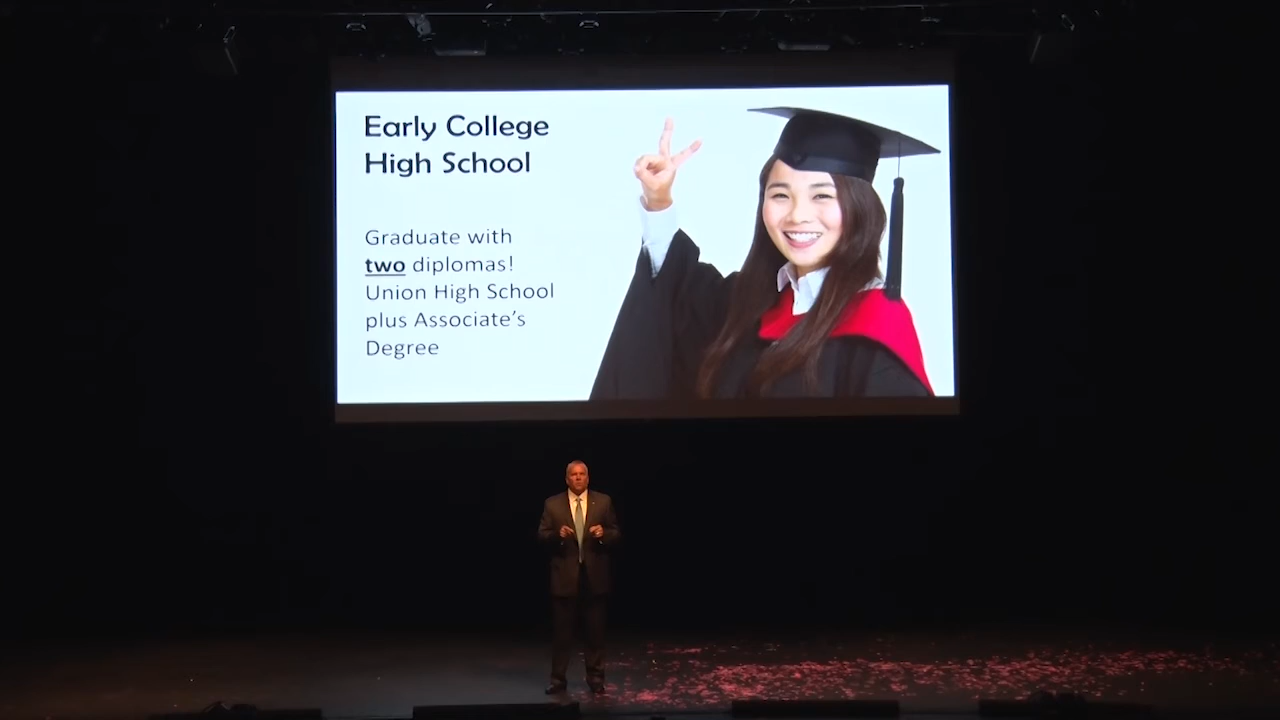 Early College
High School
Graduate with
two diplomas!
Union High School
plus Associate’s
Degree